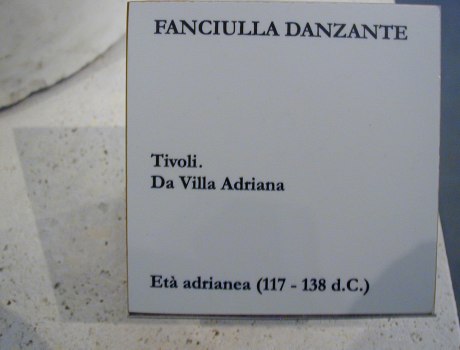 FANCIULLA DANZANTE
Tivoli.
Da Villa Adriana
Età adrianea (117 - 138 d.C.)